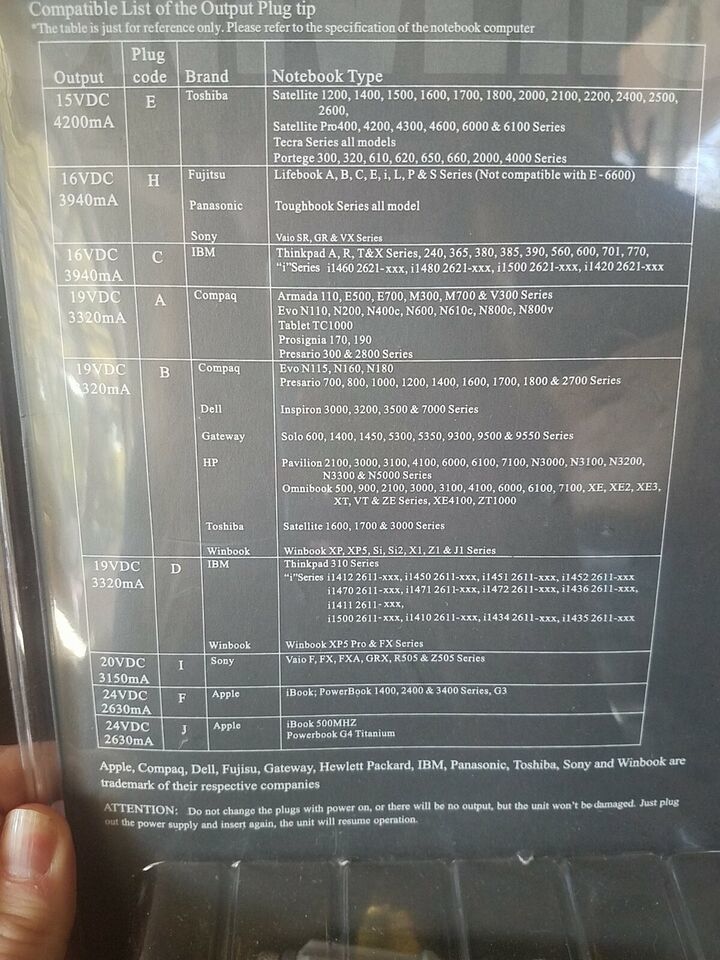 Compatible List of the Output Plug tip
*The table is just for reference only. Please refer to the specification of the notebook computer
Output Plug code Brand Notebook Type
15VDC 4200mA E Toshiba Satellite 1200, 1400, 1500, 1600, 1700, 1800, 2000, 2100, 2200, 2400, 2500,
2600,
Satellite Pro400, 4200, 4300, 4600, 6000 & 6100 Series
Tecra Series all models
Portege 300, 320, 610, 620, 650, 660, 2000, 4000 Series
16VDC 3940mA H Fujitsu Lifebook A, B, C, E, i, L, P & S Series (Not compatible with E-6600)
Panasonic Toughbook Series all model
Sony Vaio SR, GR & VX Series
16VDC 3940mA C IBM Thinkpad A, R, T&X Series, 240, 365, 380, 385, 390, 560, 600, 701, 770,
"i"Series i1460 2621-xxx, i1480 2621-xxx, i1500 2621-xxx, i1420 2621-xxx
19VDC 3320mA A Compaq Armada 110, E500, E700, M300, M700 & V300 Series
Evo N110, N200, N400c, N600, N610c, N800c, N800v
Tablet TC1000
Prosignia 170, 190
Presario 300 & 2800 Series
19VDC 3320mA B Compaq Evo N115, N160, N180
Presario 700, 800, 1000, 1200, 1400, 1600, 1700, 1800 & 2700 Series
Dell Inspiron 3000, 3200, 3500 & 7000 Series
Gateway Solo 600, 1400, 1450, 5300, 5350, 9300, 9500 & 9550 Series
HP Pavilion 2100, 3000, 3100, 4100, 6000, 6100, 7100, N3000, N3100, N3200,
N3300 & N5000 Series
Omnibook 500, 900, 2100, 3000, 3100, 4100, 6000, 6100, 7100, XE, XE2, XE3,
XT, VT & ZE Series, XE4100, ZT1000
Toshiba Satellite 1600, 1700 & 3000 Series
Winbook Winbook XP, XP5, Si, Si2, X1, Z1 & J1 Series
19VDC 3320mA D IBM Thinkpad 310 Series
"i"Series i1412 2611-xxx, i1450 2611-xxx, i1451 2611-xxx, i1452 2611-xxx
i1470 2611-xxx, i1471 2611-xxx, i1472 2611-xxx, i1436 2611-xxx,
i1411 2611-xxx,
i1500 2611-xxx, i1410 2611-xxx, i1434 2611-xxx, i1435 2611-xxx
Winbook Winbook XP5 Pro & FX Series
20VDC 3150mA I Sony Vaio F, FX, FXA, GRX, R505 & Z505 Series
24VDC 2630mA F Apple iBook; PowerBook 1400, 2400 & 3400 Series, G3
24VDC 2630mA J Apple iBook 500MHZ
Powerbook G4 Titanium
Apple, Compaq, Dell, Fujisu, Gateway, Hewlett Packard, IBM, Panasonic, Toshiba, Sony and Winbook are
trademark of their respective companies
ATTENTION: Do not change the plugs with power on, or there will be no output, but the unit won't be damaged. Just plug
out the power supply and insert again, the unit will resume operation.